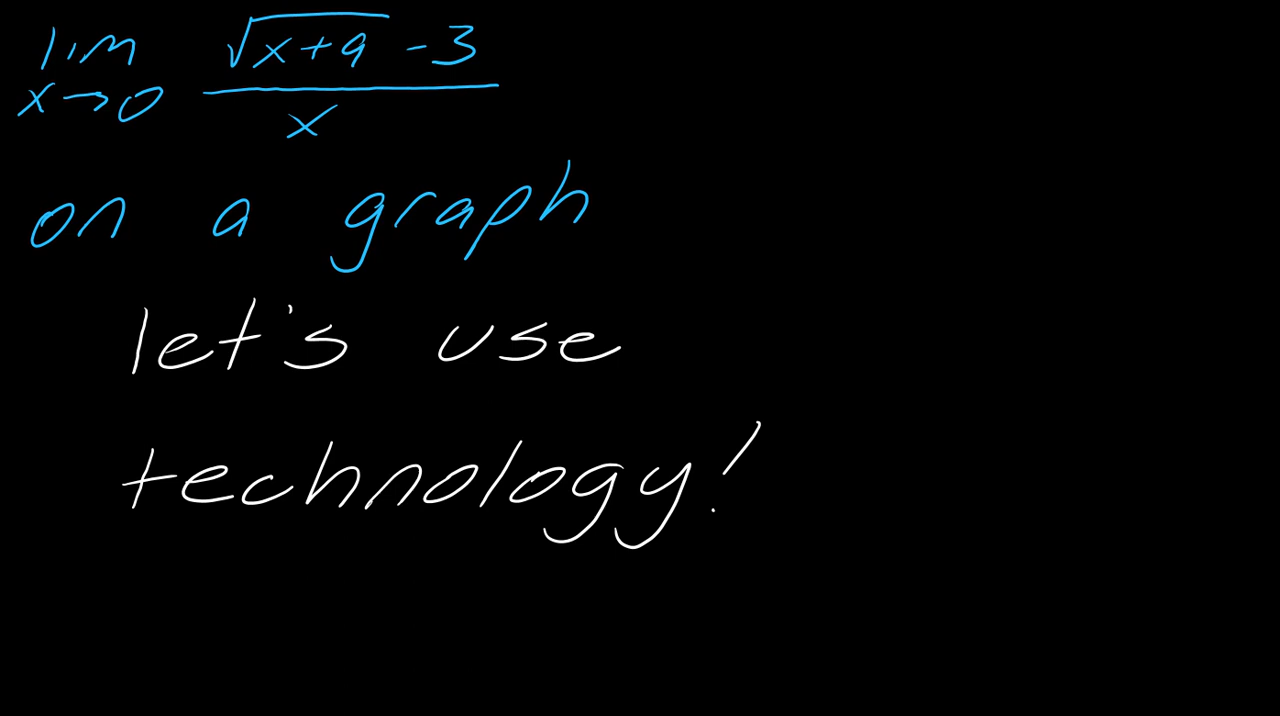 lim x→0 (√(x+9) - 3)/x
on a graph
let's use
technology!